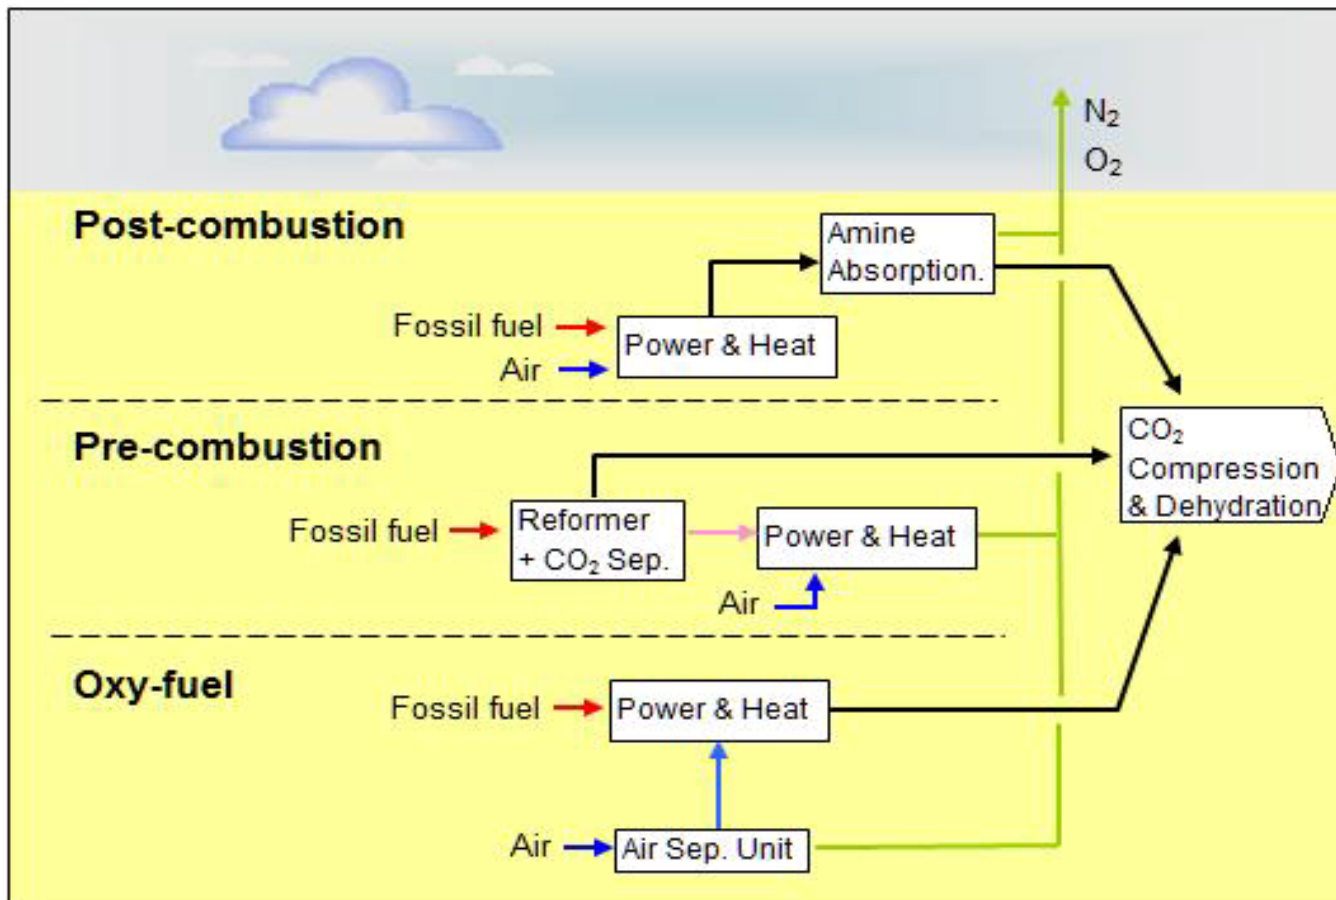 N₂
O₂
Post-combustion
Amine
Absorption.
Fossil fuel
Power & Heat
Air
CO₂
Compression
& Dehydration
Pre-combustion
Fossil fuel
Reformer
+ CO₂ Sep.
Power & Heat
Air
Oxy-fuel
Fossil fuel
Power & Heat
Air
Air Sep. Unit